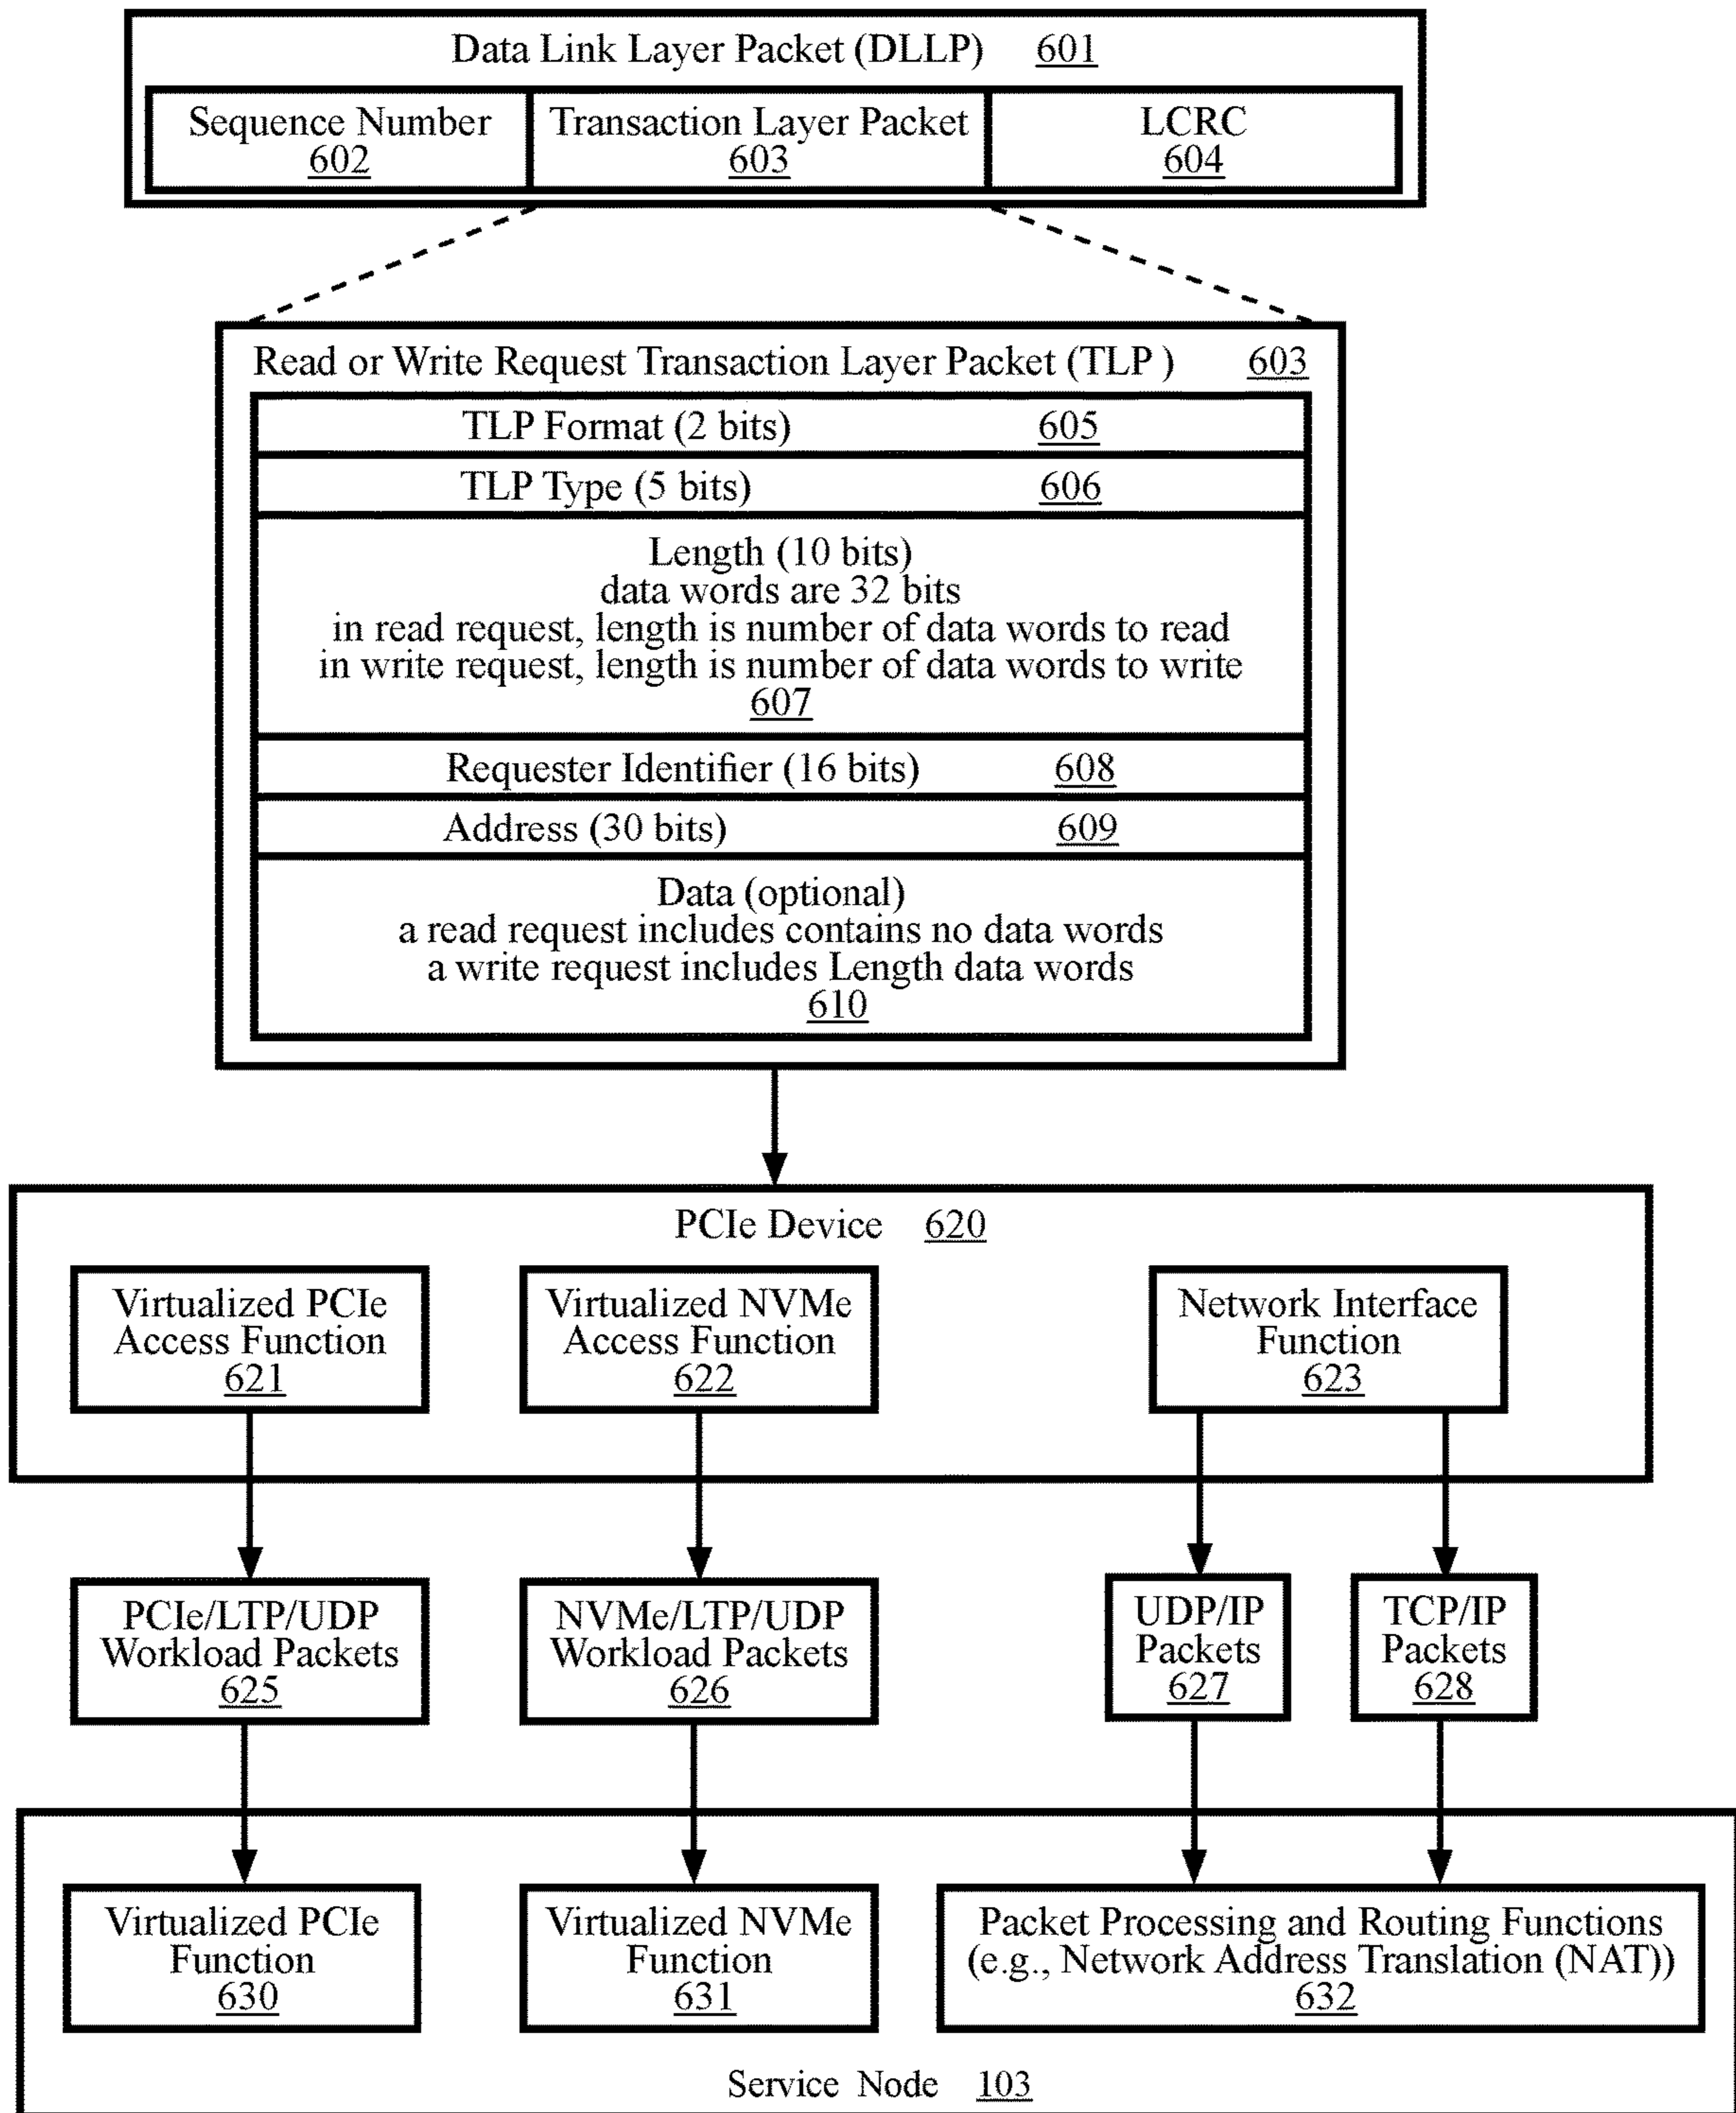 Data Link Layer Packet (DLLP) 601
Sequence Number
602
Transaction Layer Packet
603
LCRC
604
Read or Write Request Transaction Layer Packet (TLP ) 603
TLP Format (2 bits) 605
TLP Type (5 bits) 606
Length (10 bits)
data words are 32 bits
in read request, length is number of data words to read
in write request, length is number of data words to write
607
Requester Identifier (16 bits) 608
Address (30 bits) 609
Data (optional)
a read request includes contains no data words
a write request includes Length data words
610
PCIe Device 620
Virtualized PCIe
Access Function
621
Virtualized NVMe
Access Function
622
Network Interface
Function
623
PCIe/LTP/UDP
Workload Packets
625
NVMe/LTP/UDP
Workload Packets
626
UDP/IP
Packets
627
TCP/IP
Packets
628
Virtualized PCIe
Function
630
Virtualized NVMe
Function
631
Packet Processing and Routing Functions
(e.g., Network Address Translation (NAT))
632
Service Node 103